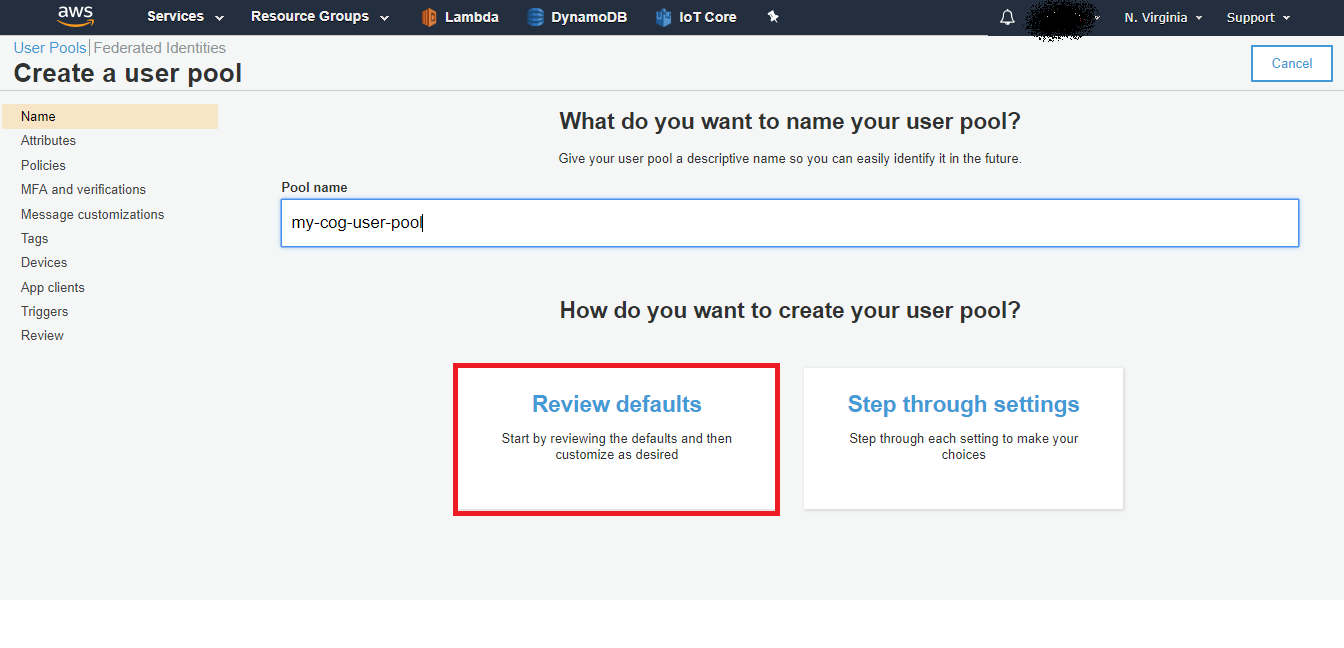 aws Services Resource Groups Lambda DynamoDB IoT Core N. Virginia Support
User Pools | Federated Identities
Create a user pool
Cancel
Name
Attributes
Policies
MFA and verifications
Message customizations
Tags
Devices
App clients
Triggers
Review
What do you want to name your user pool?
Give your user pool a descriptive name so you can easily identify it in the future.
Pool name
my-cog-user-pool
How do you want to create your user pool?
Review defaults
Start by reviewing the defaults and then
customize as desired
Step through settings
Step through each setting to make your
choices